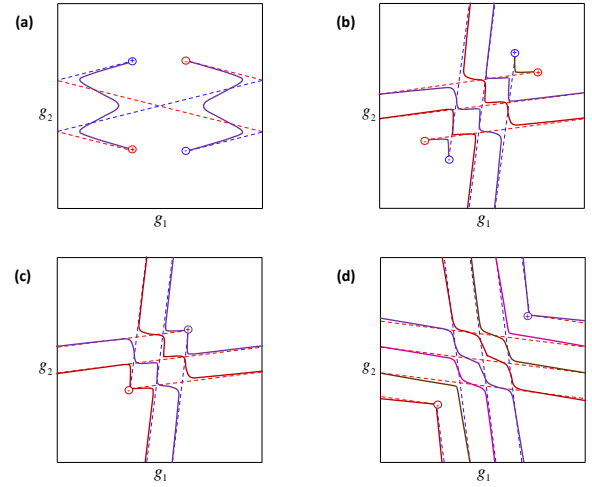 (a)
+
-
g2
+
-
g1
(b)
+
+
g2
-
-
g1
(c)
+
g2
-
g1
(d)
+
g2
-
g1